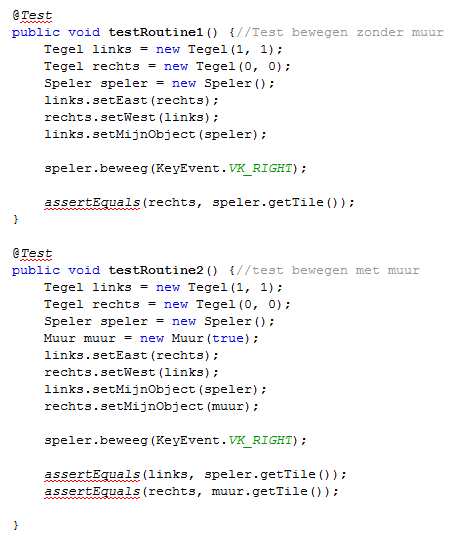 @Test
public void testRoutine1() {//Test bewegen zonder muur
    Tegel links = new Tegel(1, 1);
    Tegel rechts = new Tegel(0, 0);
    Speler speler = new Speler();
    links.setEast(rechts);
    rechts.setWest(links);
    links.setMijnObject(speler);

    speler.beweeg(KeyEvent.VK_RIGHT);

    assertEquals(rechts, speler.getTile());
}

@Test
public void testRoutine2() {//test bewegen met muur
    Tegel links = new Tegel(1, 1);
    Tegel rechts = new Tegel(0, 0);
    Speler speler = new Speler();
    Muur muur = new Muur(true);
    links.setEast(rechts);
    rechts.setWest(links);
    links.setMijnObject(speler);
    rechts.setMijnObject(muur);

    speler.beweeg(KeyEvent.VK_RIGHT);

    assertEquals(links, speler.getTile());
    assertEquals(rechts, muur.getTile());

}